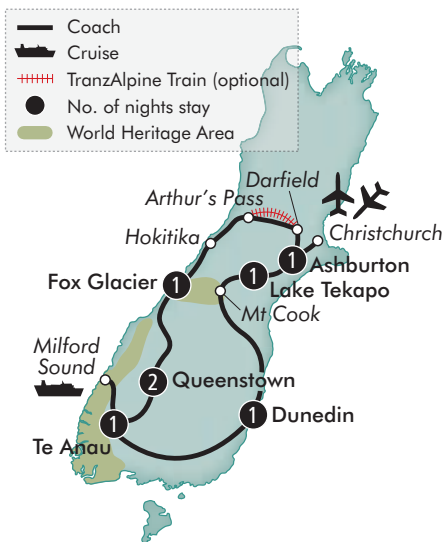 Coach
Cruise
TranzAlpine Train (optional)
No. of nights stay
World Heritage Area
Arthur's Pass
Darfield
Hokitika
Christchurch
1
Ashburton
Fox Glacier
1
1
Lake Tekapo
Mt Cook
Milford
Sound
2
Queenstown
1
Dunedin
1
Te Anau